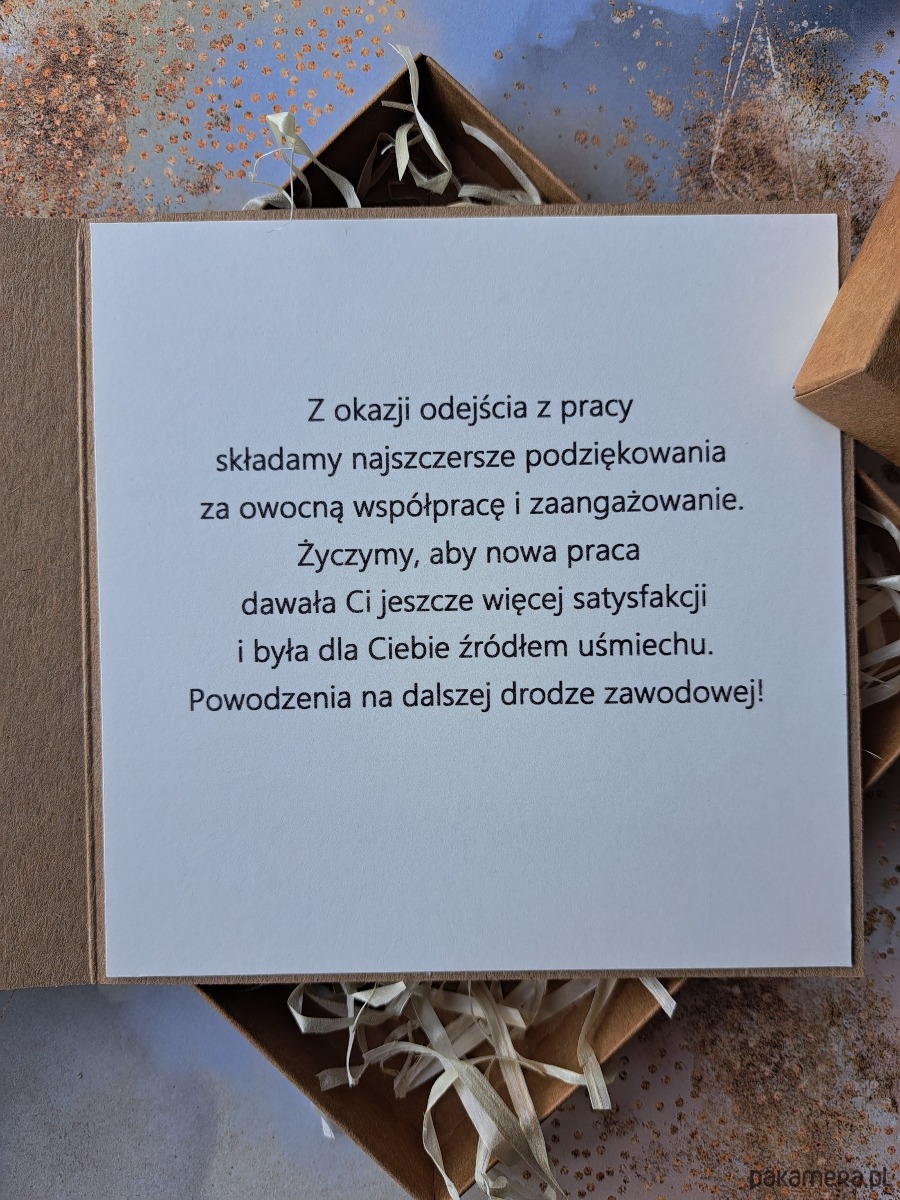 Z okazji odejścia z pracy
składamy najszczersze podziękowania
za owocną współpracę i zaangażowanie.
Życzymy, aby nowa praca
dawała Ci jeszcze więcej satysfakcji
i była dla Ciebie źródłem uśmiechu.
Powodzenia na dalszej drodze zawodowej!
pakamera.pl